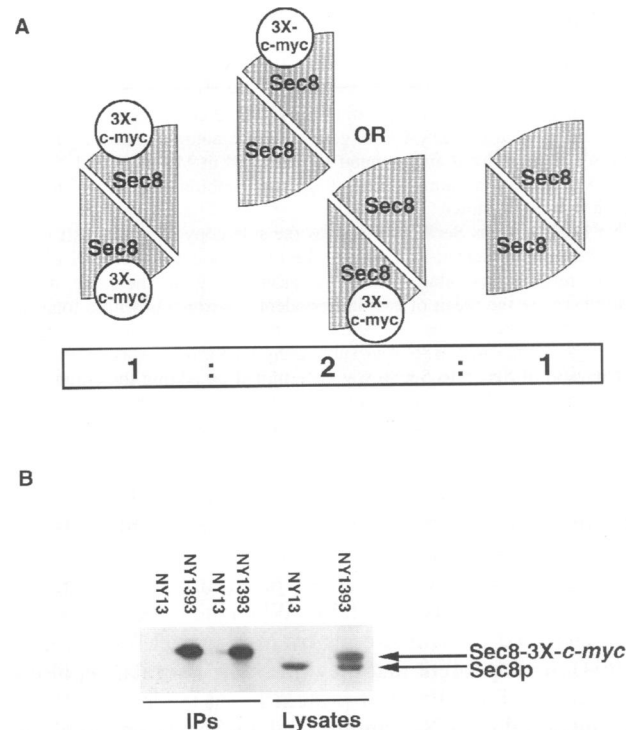 A
3X-
c-myc
Sec8
Sec8
3X-
c-myc
3X-
c-myc
Sec8
Sec8
OR
Sec8
Sec8
3X-
c-myc
Sec8
Sec8
1 : 2 : 1
B
NY13
NY1393
NY13
NY1393
NY13
NY1393
Sec8-3X-c-myc
Sec8p
IPs
Lysates